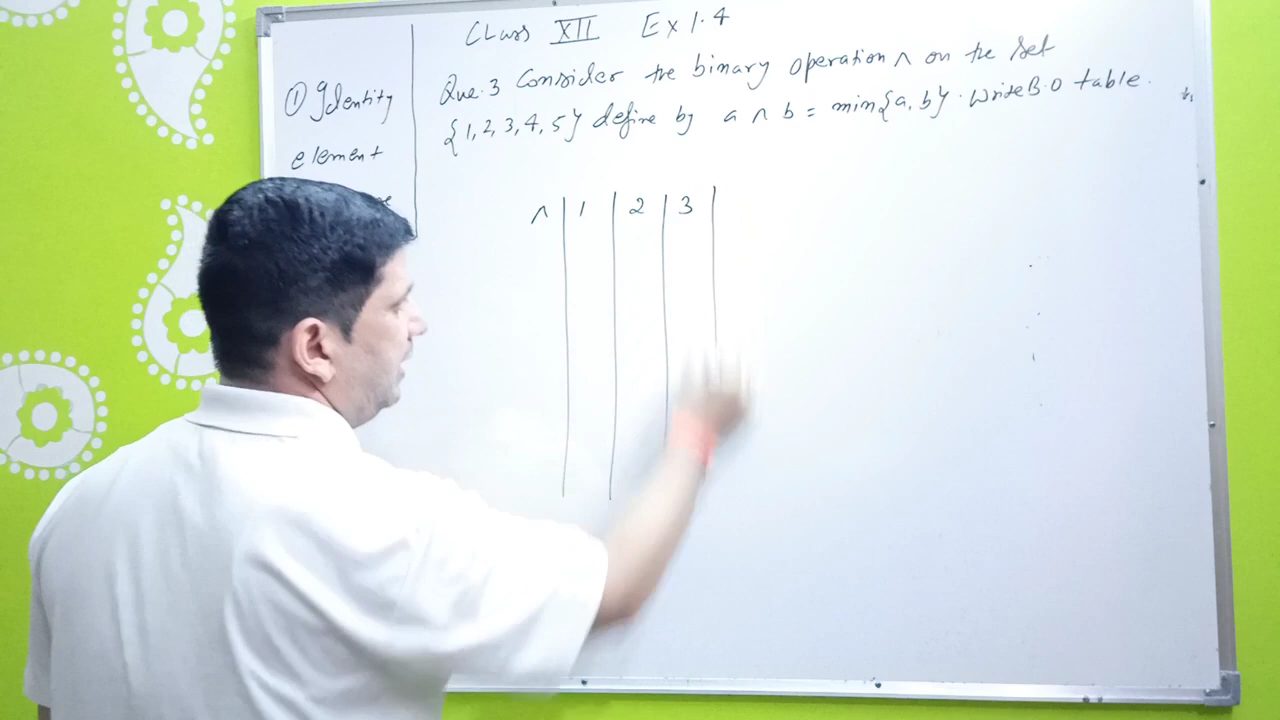 Class XII Ex 1.4
① Identity
element
Que. 3 Consider the binary operation ∧ on the set
{1, 2, 3, 4, 5} define by a ∧ b = min{a, b}. Write B.O table.
∧ 1 2 3